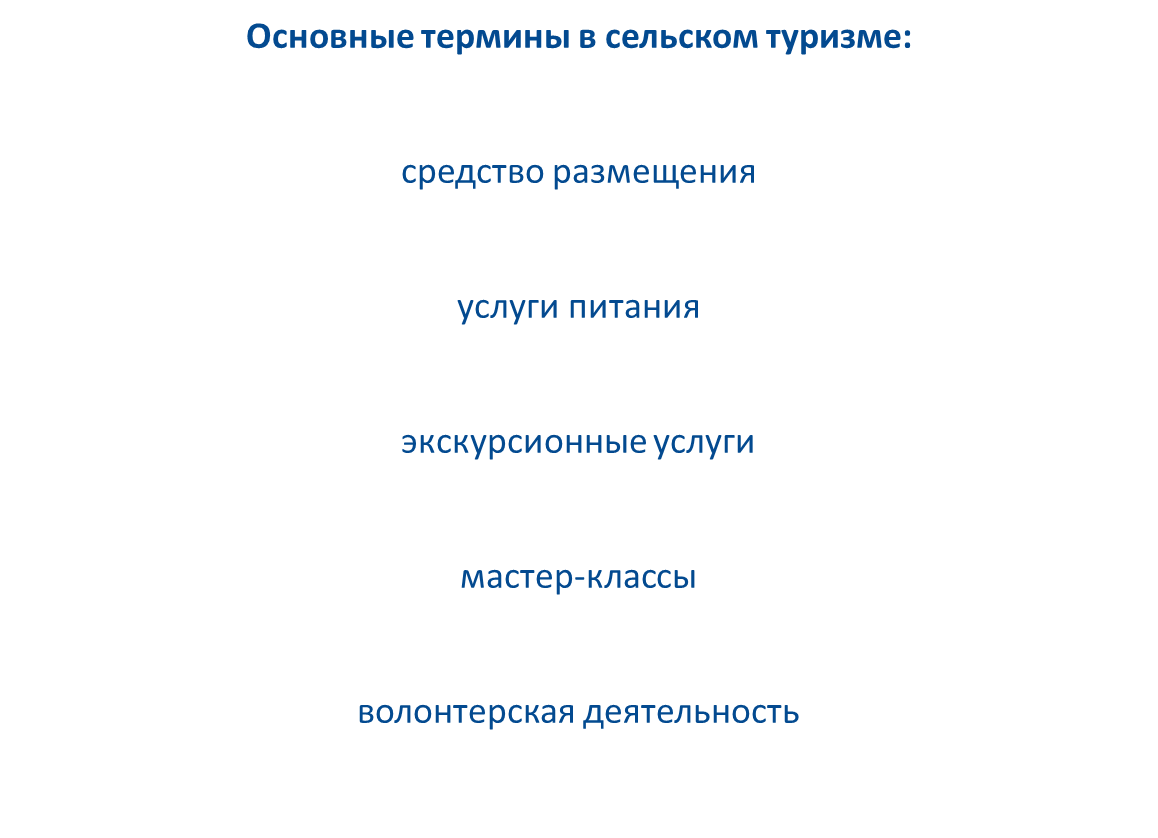 Основные термины в сельском туризме:
средство размещения
услуги питания
экскурсионные услуги
мастер-классы
волонтерская деятельность